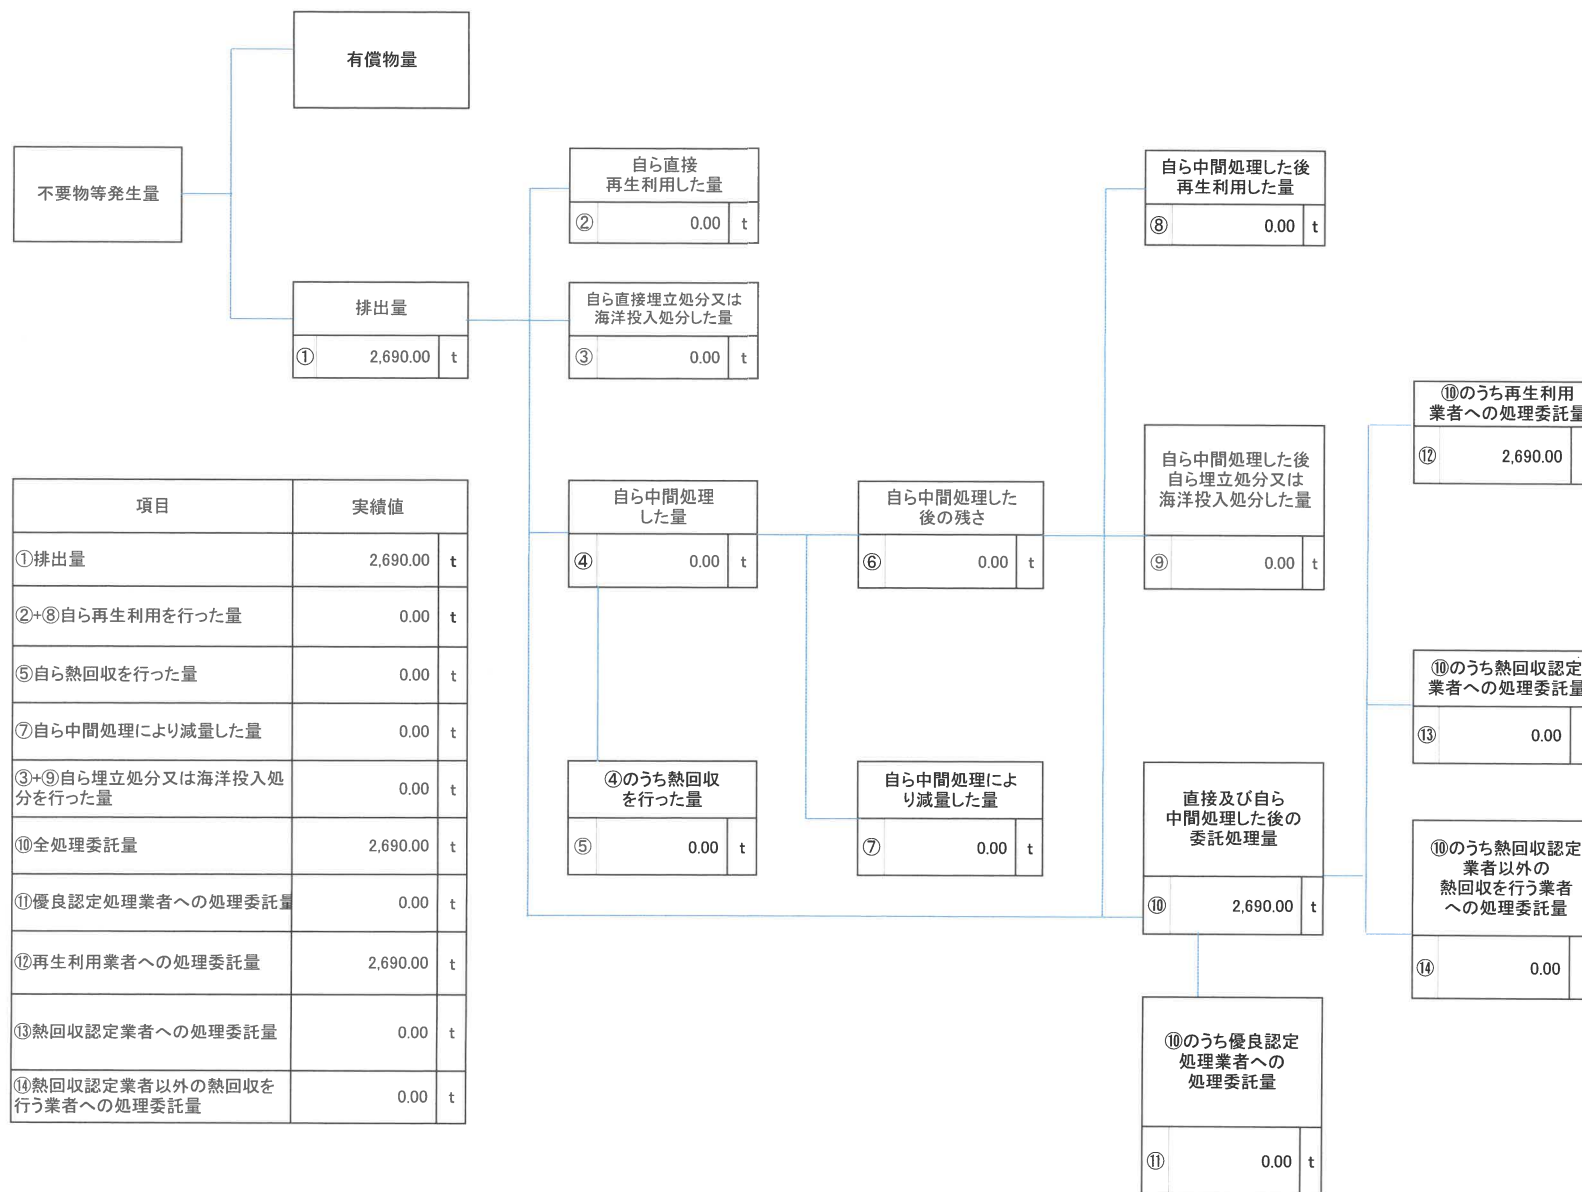 有償物量
不要物等発生量
排出量
① 2,690.00 t
自ら直接
再生利用した量
② 0.00 t
自ら直接埋立処分又は
海洋投入処分した量
③ 0.00 t
自ら中間処理
した量
④ 0.00 t
④のうち熱回収
を行った量
⑤ 0.00 t
自ら中間処理した
後の残さ
⑥ 0.00 t
自ら中間処理によ
り減量した量
⑦ 0.00 t
自ら中間処理した後
再生利用した量
⑧ 0.00 t
自ら中間処理した後
自ら埋立処分又は
海洋投入処分した量
⑨ 0.00 t
直接及び自ら
中間処理した後の
委託処理量
⑩ 2,690.00 t
⑩のうち優良認定
処理業者への
処理委託量
⑪ 0.00 t
⑩のうち再生利用
業者への処理委託量
⑫ 2,690.00
⑩のうち熱回収認定
業者への処理委託量
⑬ 0.00
⑩のうち熱回収認定
業者以外の
熱回収を行う業者
への処理委託量
⑭ 0.00
項目 実績値
①排出量 2,690.00 t
②+⑧自ら再生利用を行った量 0.00 t
⑤自ら熱回収を行った量 0.00 t
⑦自ら中間処理により減量した量 0.00 t
③+⑨自ら埋立処分又は海洋投入処
分を行った量 0.00 t
⑩全処理委託量 2,690.00 t
⑪優良認定処理業者への処理委託量 0.00 t
⑫再生利用業者への処理委託量 2,690.00 t
⑬熱回収認定業者への処理委託量 0.00 t
⑭熱回収認定業者以外の熱回収を
行う業者への処理委託量 0.00 t